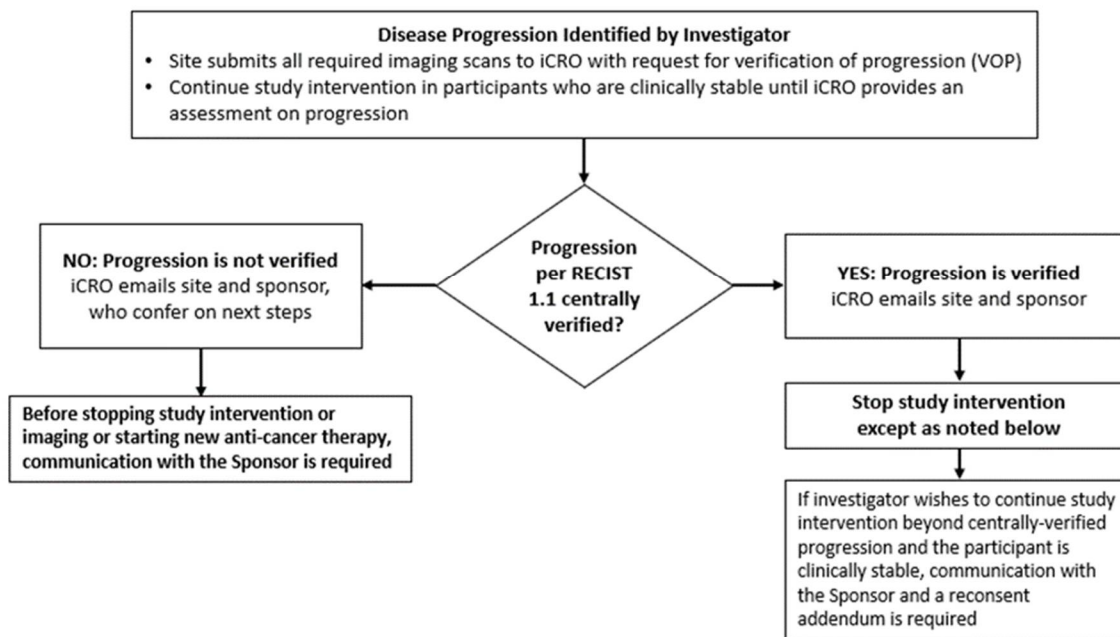 Disease Progression Identified by Investigator
• Site submits all required imaging scans to iCRO with request for verification of progression (VOP)
• Continue study intervention in participants who are clinically stable until iCRO provides an
assessment on progression
Progression
per RECIST
1.1 centrally
verified?
NO: Progression is not verified
iCRO emails site and sponsor,
who confer on next steps
Before stopping study intervention or
imaging or starting new anti-cancer therapy,
communication with the Sponsor is required
YES: Progression is verified
iCRO emails site and sponsor
Stop study intervention
except as noted below
If investigator wishes to continue study
intervention beyond centrally-verified
progression and the participant is
clinically stable, communication with
the Sponsor and a reconsent
addendum is required